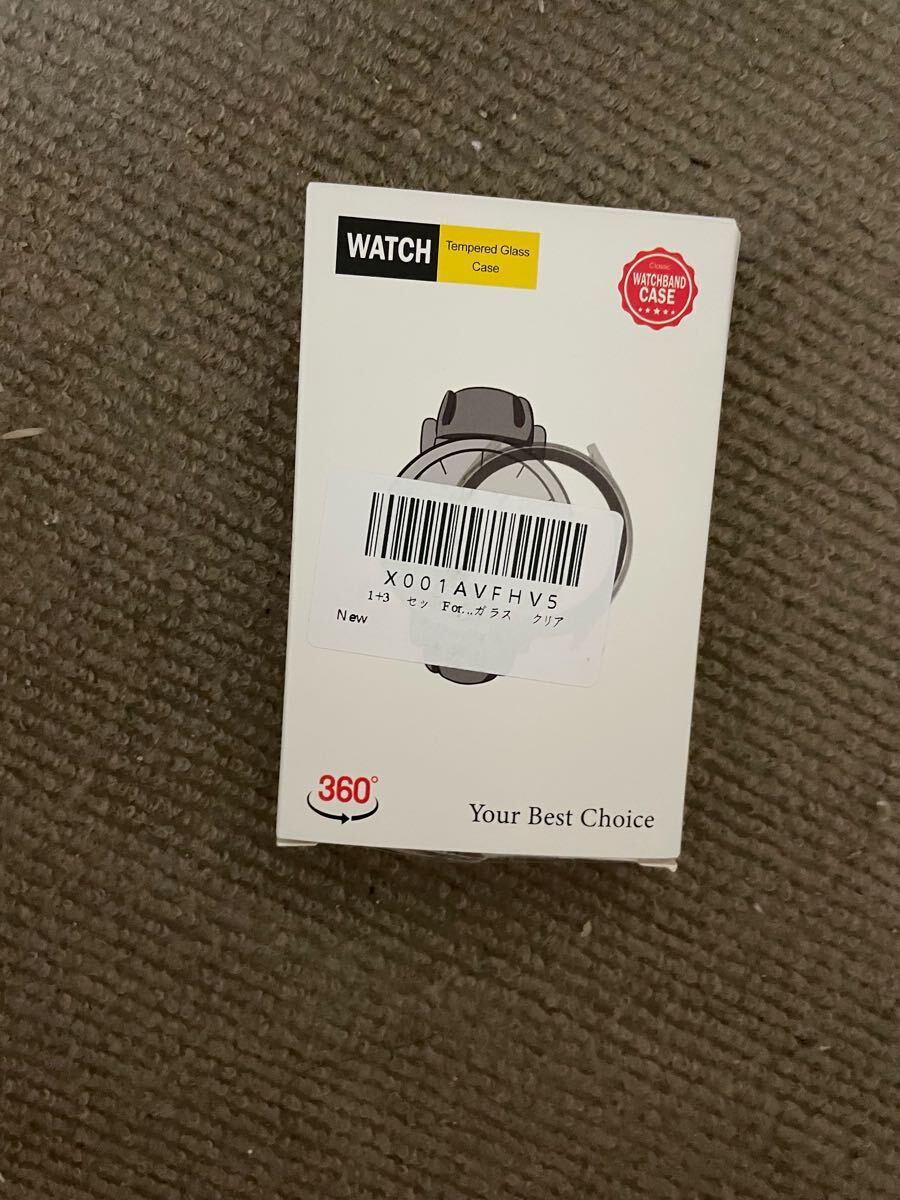 WATCH
Tempered Glass
Case
Classic
WATCHBAND
CASE
X001AVFHV5
1+3 セッ For...ガラス クリア
New
360°
Your Best Choice